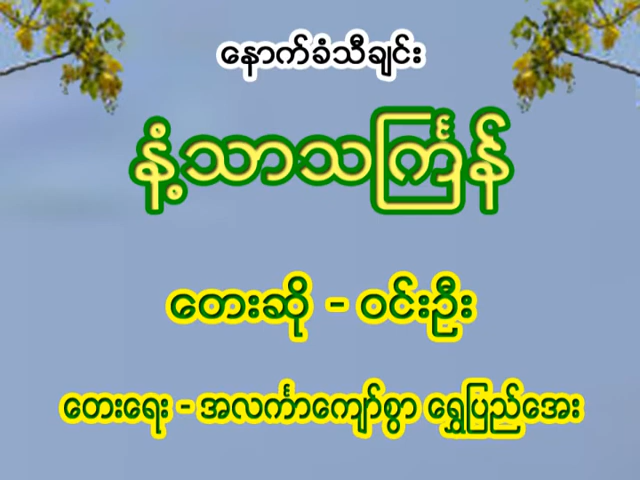 နောက်ခံသီချင်း
နံ့သာသင်္ကြန်
တေးဆို - ဝင်းဦး
တေးရေး - အလင်္ကာကျော်စွာ ရွှေပြည်အေး